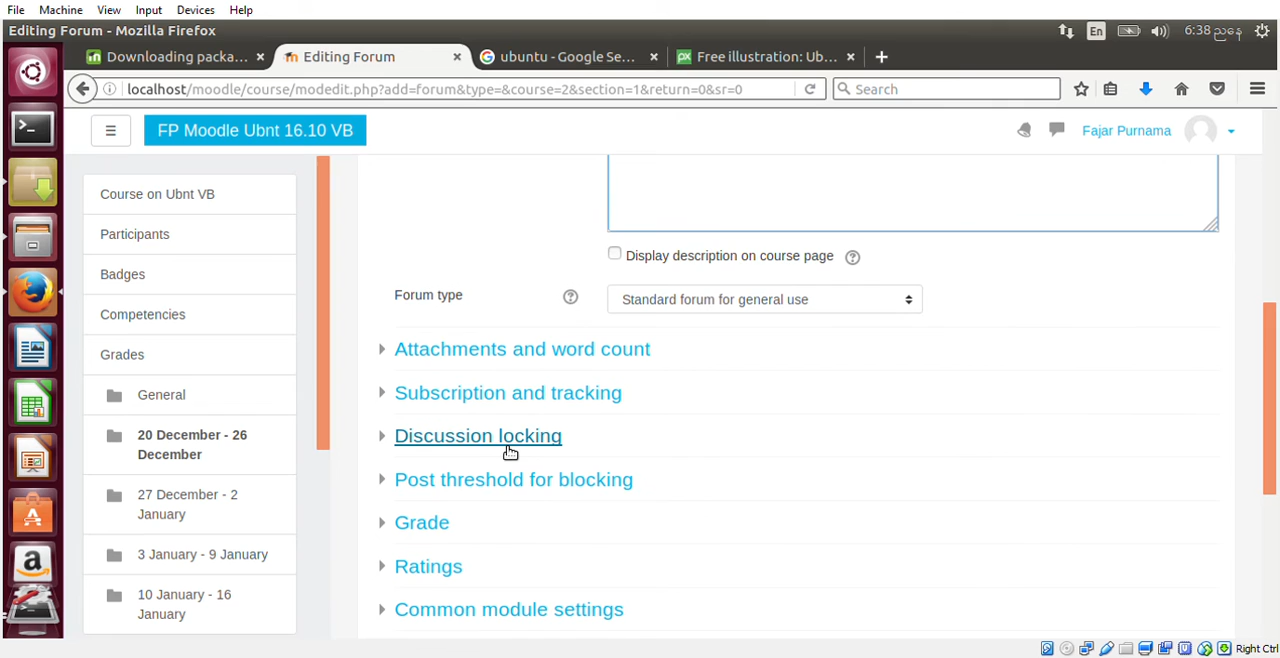 File Machine View Input Devices Help
Editing Forum - Mozilla Firefox
En 6:38 ညနေ
Downloading packa... × Editing Forum × ubuntu - Google Se... × Free illustration: Ub... × +
localhost/moodle/course/modedit.php?add=forum&type=&course=2&section=1&return=0&sr=0 Search
FP Moodle Ubnt 16.10 VB
Fajar Purnama
Course on Ubnt VB
Participants
Badges
Competencies
Grades
General
20 December - 26
December
27 December - 2
January
3 January - 9 January
10 January - 16
January
Display description on course page
Forum type
Standard forum for general use
Attachments and word count
Subscription and tracking
Discussion locking
Post threshold for blocking
Grade
Ratings
Common module settings
Right Ctrl